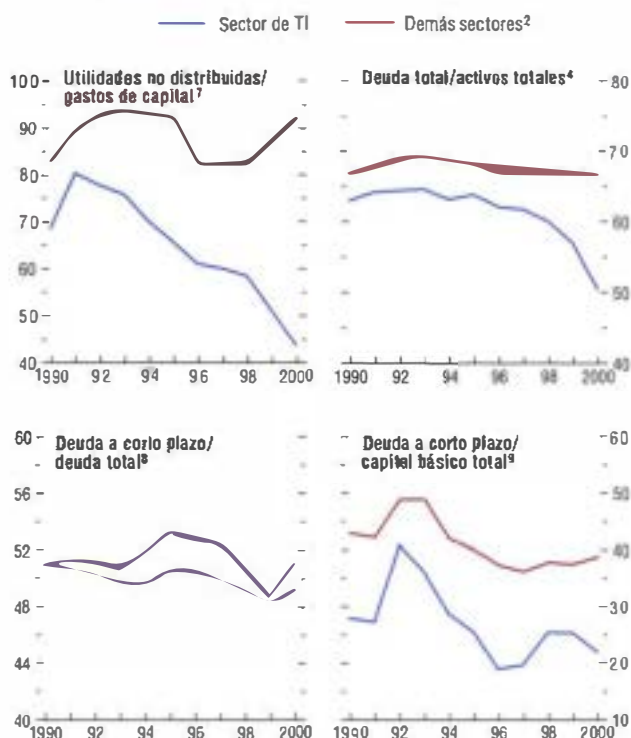 Sector de TI
Demás sectores²
Utilidades no distribuidas/
gastos de capital⁷
100
90
80
70
60
50
40
1990 92 94 96 98 2000
Deuda total/activos totales⁴
80
70
60
50
40
1990 92 94 96 98 2000
Deuda a corto plazo/
deuda total⁸
60
56
52
48
44
40
1990 92 94 96 98 2000
Deuda a corto plazo/
capital básico total⁹
60
50
40
30
20
10
1990 92 94 96 98 2000